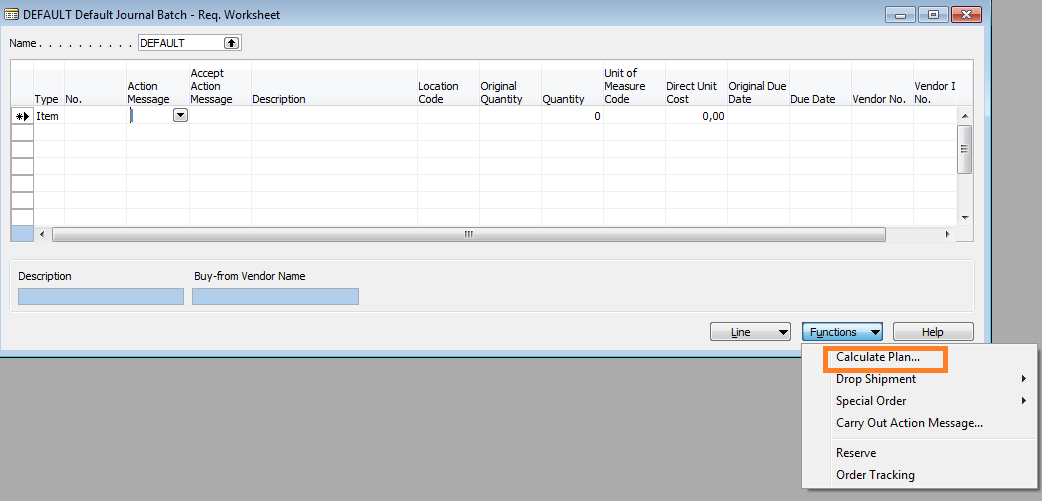 DEFAULT Default Journal Batch - Req. Worksheet
Name . . . . . . . . . . DEFAULT
Type No. Action Message Accept Action Message Description Location Code Original Quantity Quantity Unit of Measure Code Direct Unit Cost Original Due Date Due Date Vendor No. Vendor I No.
Item 0 0,00
Description Buy-from Vendor Name
Line Functions Help
Calculate Plan...
Drop Shipment
Special Order
Carry Out Action Message...
Reserve
Order Tracking